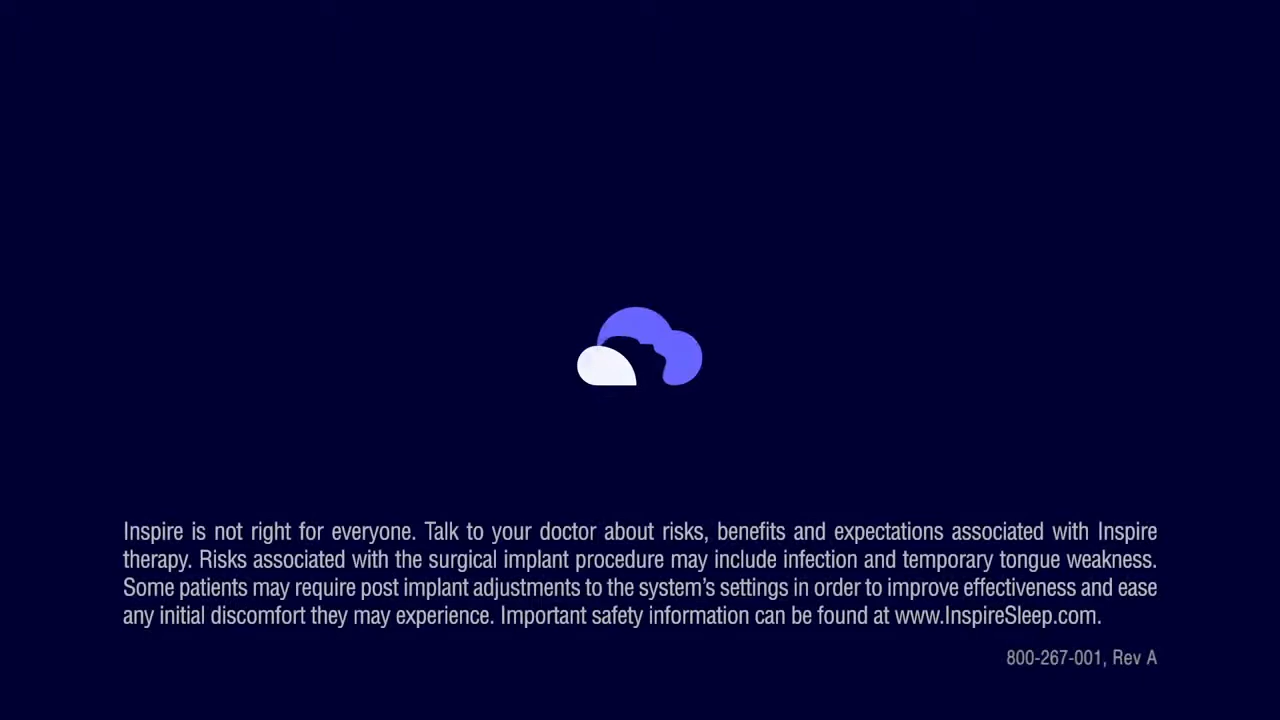 Inspire is not right for everyone. Talk to your doctor about risks, benefits and expectations associated with Inspire
therapy. Risks associated with the surgical implant procedure may include infection and temporary tongue weakness.
Some patients may require post implant adjustments to the system's settings in order to improve effectiveness and ease
any initial discomfort they may experience. Important safety information can be found at www.InspireSleep.com.
800-267-001, Rev A